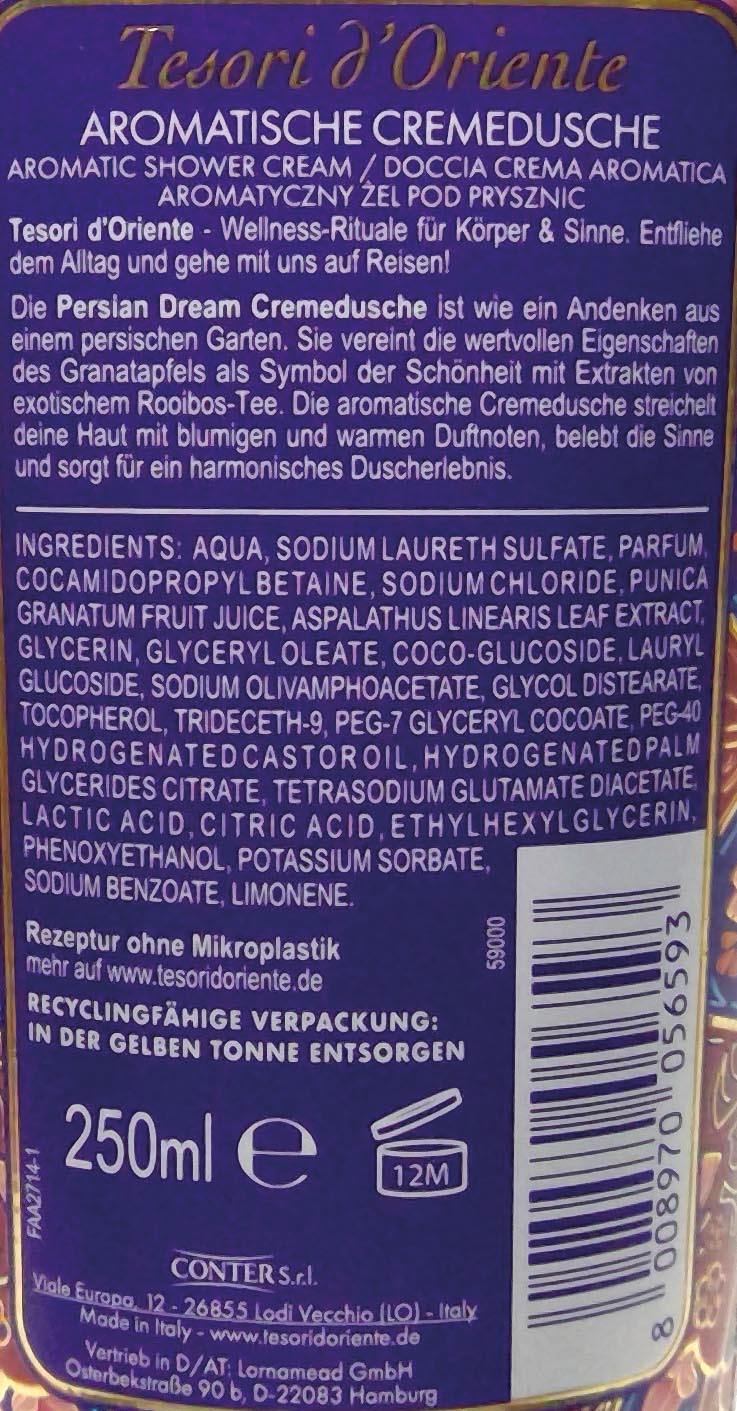 Tesori d'Oriente
AROMATISCHE CREMEDUSCHE
AROMATIC SHOWER CREAM / DOCCIA CREMA AROMATICA
AROMATYCZNY ŻEL POD PRYSZNIC
Tesori d'Oriente - Wellness-Rituale für Körper & Sinne. Entfliehe
dem Alltag und gehe mit uns auf Reisen!
Die Persian Dream Cremedusche ist wie ein Andenken aus
einem persischen Garten. Sie vereint die wertvollen Eigenschaften
des Granatapfels als Symbol der Schönheit mit Extrakten von
exotischem Rooibos-Tee. Die aromatische Cremedusche streichelt
deine Haut mit blumigen und warmen Duftnoten, belebt die Sinne
und sorgt für ein harmonisches Duscherlebnis.
INGREDIENTS: AQUA, SODIUM LAURETH SULFATE, PARFUM,
COCAMIDOPROPYL BETAINE, SODIUM CHLORIDE, PUNICA
GRANATUM FRUIT JUICE, ASPALATHUS LINEARIS LEAF EXTRACT,
GLYCERIN, GLYCERYL OLEATE, COCO-GLUCOSIDE, LAURYL
GLUCOSIDE, SODIUM OLIVAMPHOACETATE, GLYCOL DISTEARATE,
TOCOPHEROL, TRIDECETH-9, PEG-7 GLYCERYL COCOATE, PEG-40
HYDROGENATED CASTOR OIL, HYDROGENATED PALM
GLYCERIDES CITRATE, TETRASODIUM GLUTAMATE DIACETATE,
LACTIC ACID, CITRIC ACID, ETHYLHEXYLGLYCERIN,
PHENOXYETHANOL, POTASSIUM SORBATE,
SODIUM BENZOATE, LIMONENE.
Rezeptur ohne Mikroplastik
mehr auf www.tesoridoriente.de
RECYCLINGFÄHIGE VERPACKUNG:
IN DER GELBEN TONNE ENTSORGEN
59000
250ml e
12M
FAA2714-1
8 008970 056593
CONTER S.r.l.
Viale Europa, 12 - 26855 Lodi Vecchio (LO) - Italy
Made in Italy - www.tesoridoriente.de
Vertrieb in D/AT: Lornamead GmbH
Osterbekstraße 90 b, D-22083 Hamburg